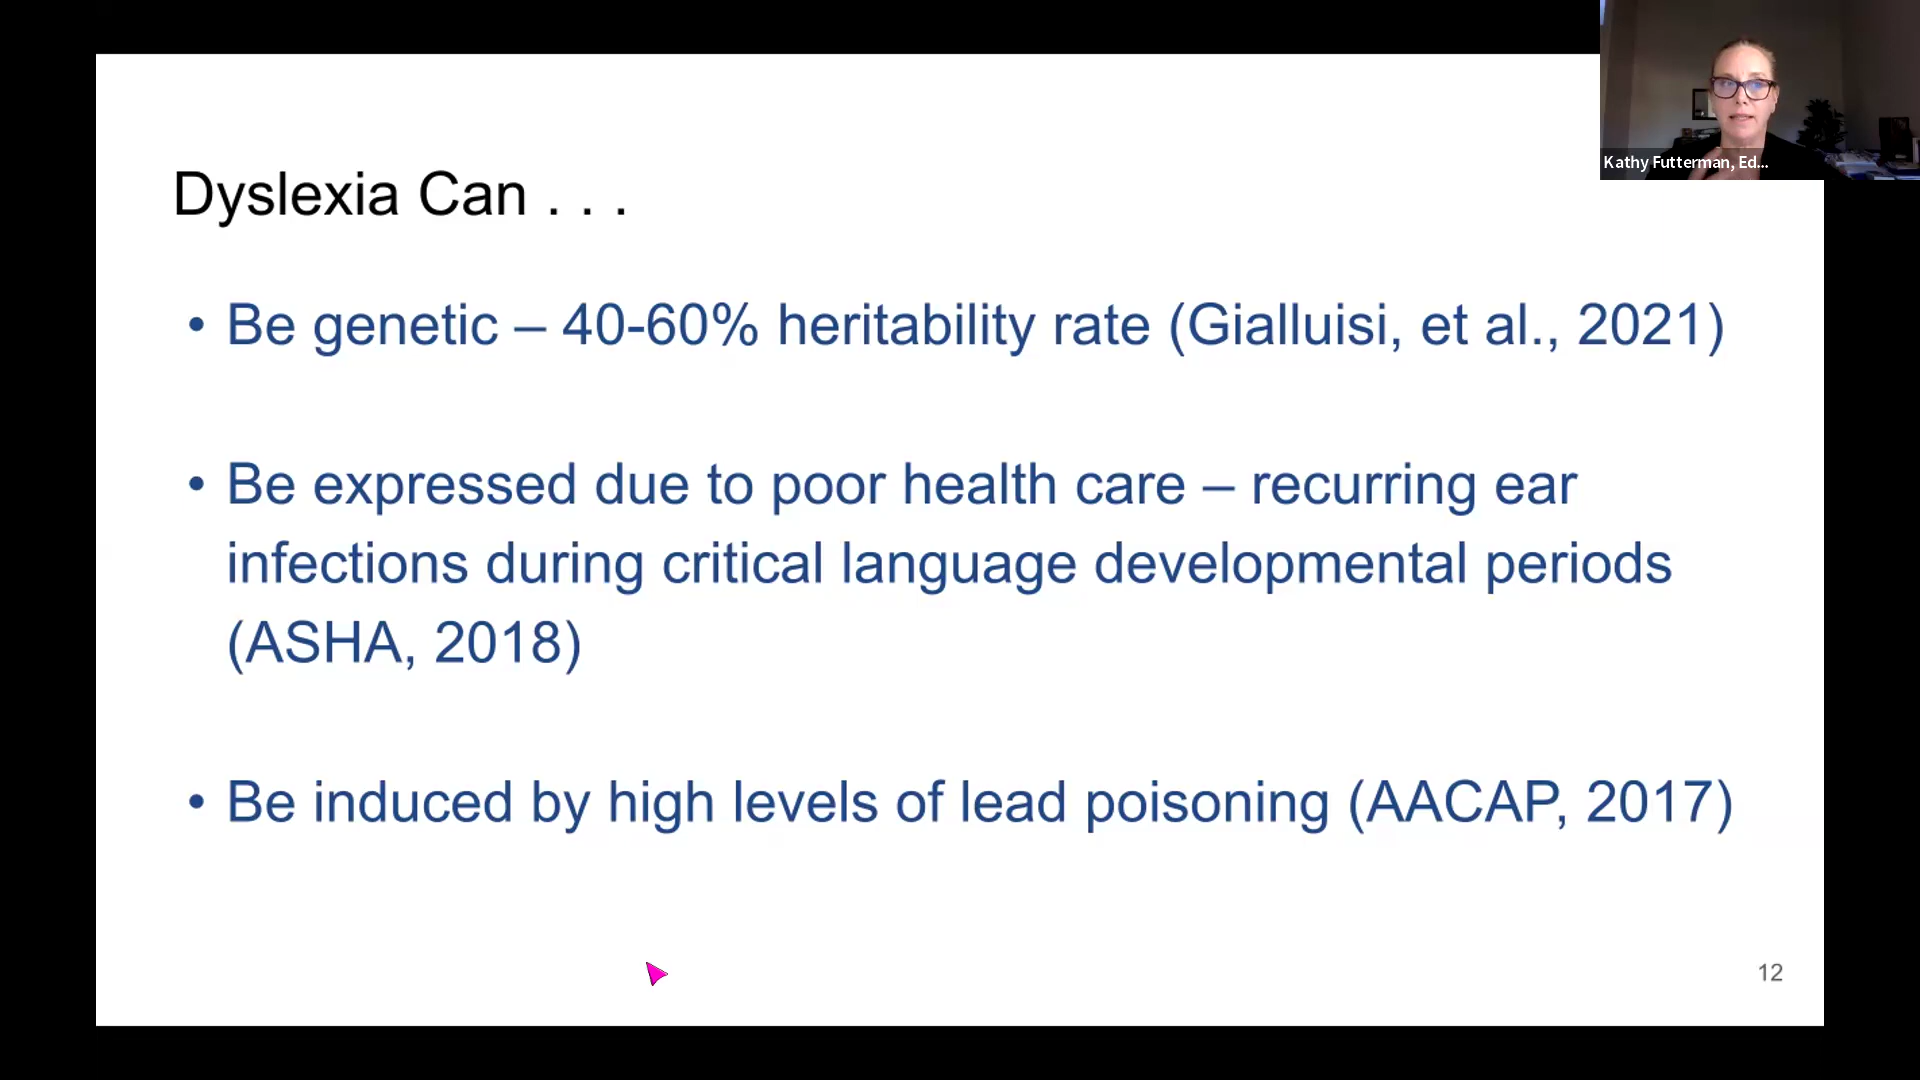 Kathy Futterman, Ed...
Dyslexia Can . . .
• Be genetic – 40-60% heritability rate (Gialluisi, et al., 2021)
• Be expressed due to poor health care – recurring ear
infections during critical language developmental periods
(ASHA, 2018)
• Be induced by high levels of lead poisoning (AACAP, 2017)
12